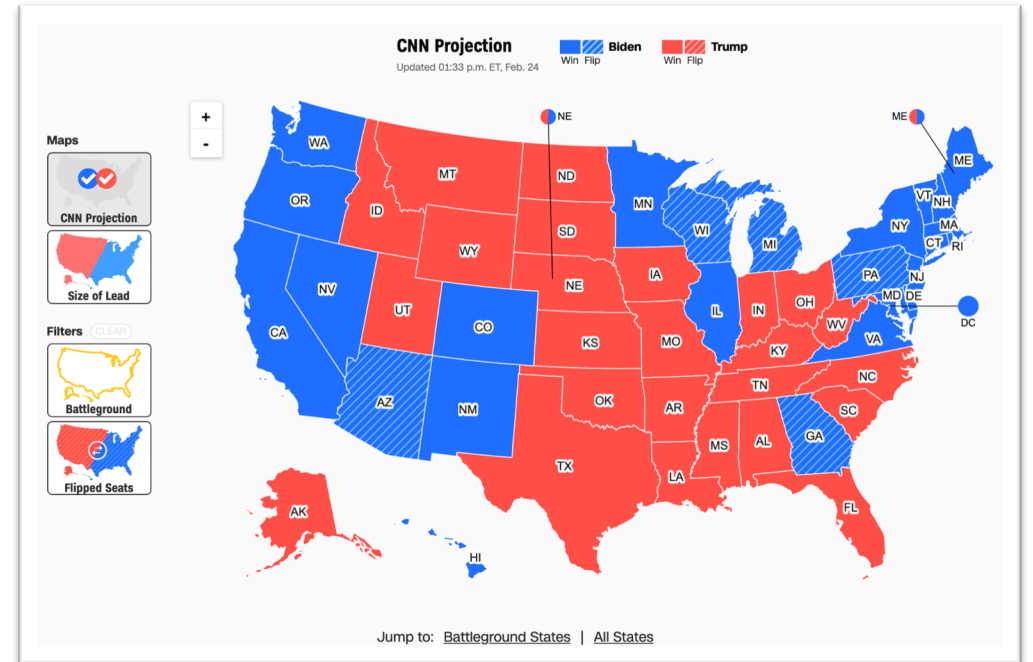 CNN Projection
Updated 01:33 p.m. ET, Feb. 24
Biden
Win Flip
Trump
Win Flip
+
-
Maps
CNN Projection
Size of Lead
Filters CLEAR
Battleground
Flipped Seats
NE
ME
WA
OR
CA
NV
ID
MT
WY
UT
AZ
CO
NM
ND
SD
NE
KS
OK
TX
MN
IA
MO
AR
LA
WI
IL
MI
IN
OH
KY
TN
MS
AL
GA
FL
SC
NC
WV
VA
PA
NY
VT
NH
ME
MA
CT
RI
NJ
MD
DE
DC
AK
HI
Jump to: Battleground States | All States